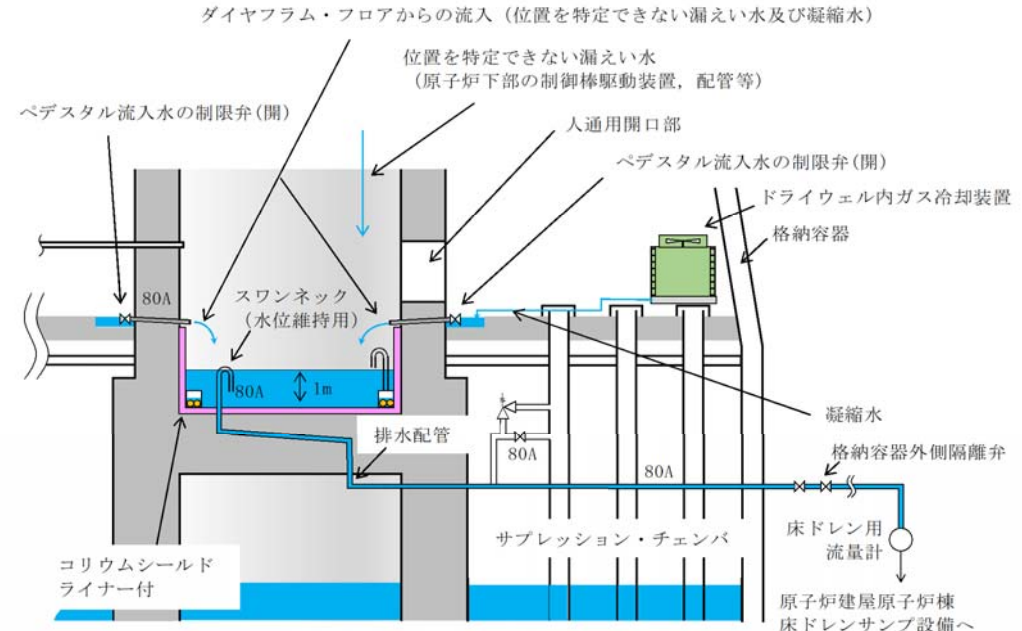 ダイヤフラム・フロアからの流入（位置を特定できない漏えい水及び凝縮水）
位置を特定できない漏えい水
（原子炉下部の制御棒駆動装置，配管等）
ペデスタル流入水の制限弁(開)
人通用開口部
ペデスタル流入水の制限弁(開)
ドライウェル内ガス冷却装置
格納容器
80A
スワンネック
（水位維持用）
80A
1m
凝縮水
排水配管
80A
格納容器外側隔離弁
80A
サプレッション・チェンバ
床ドレン用
流量計
コリウムシールド
ライナー付
原子炉建屋原子炉棟
床ドレンサンプ設備へ